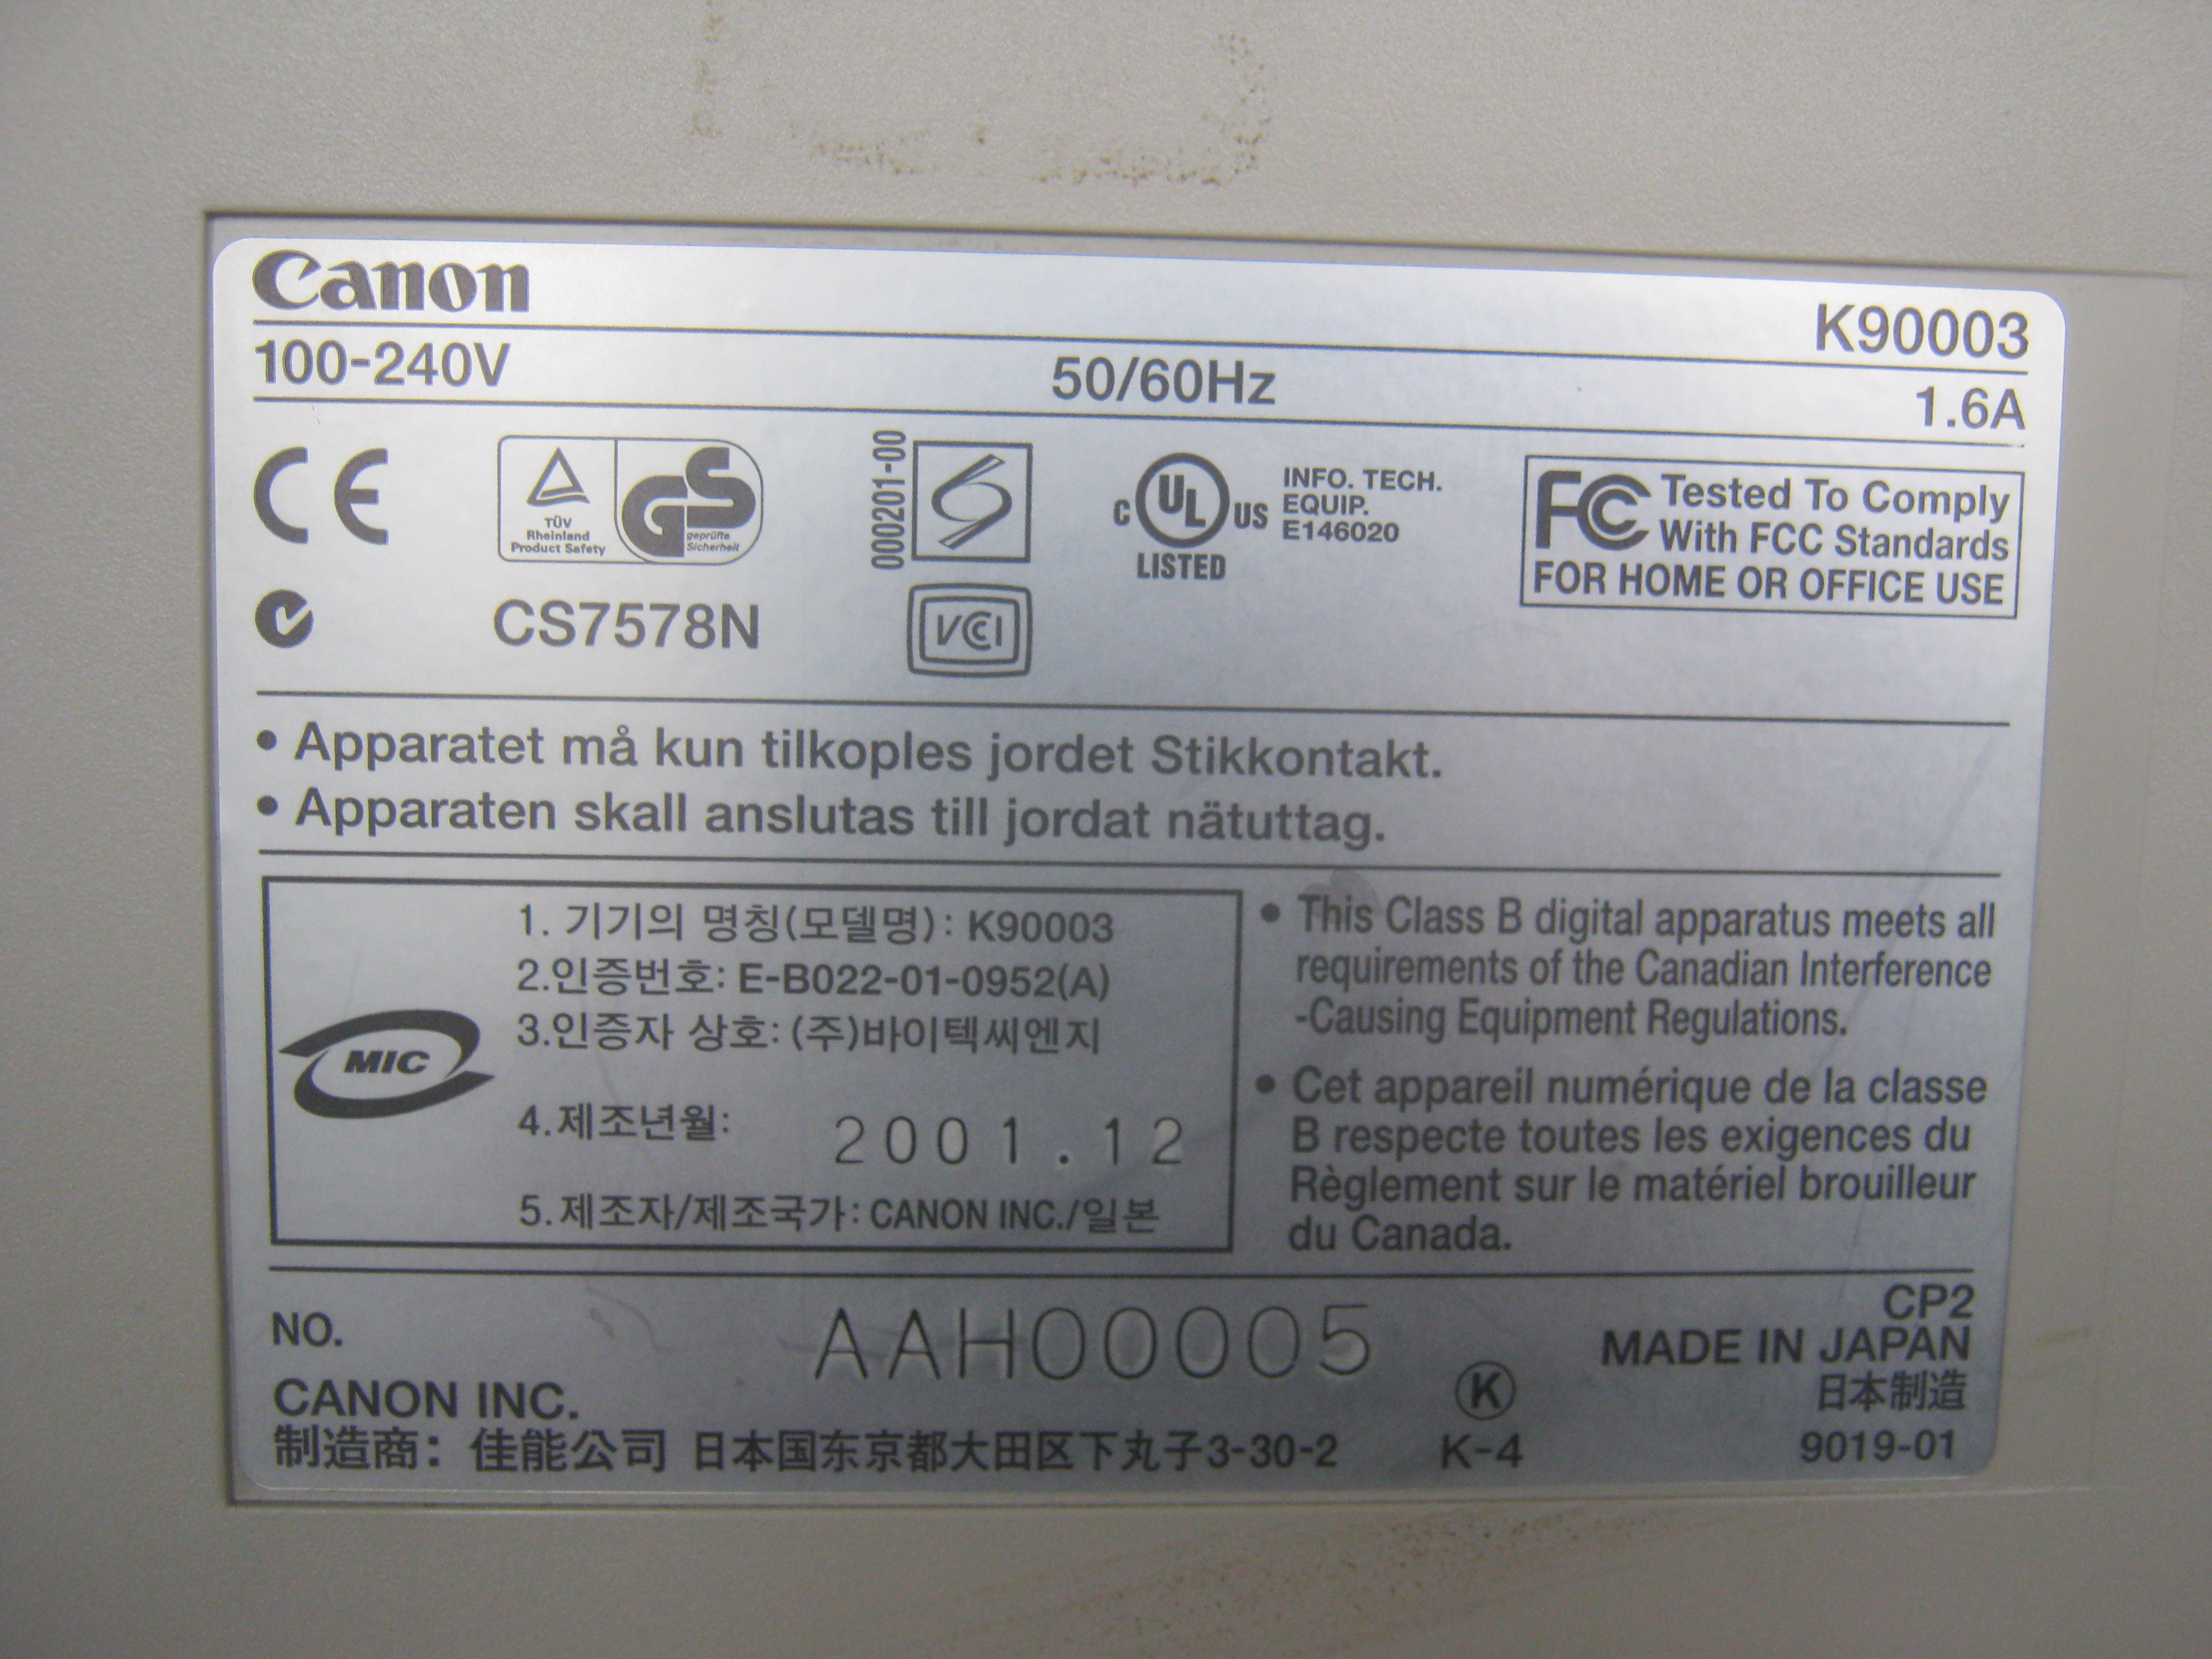 Canon
K90003
100-240V 50/60Hz 1.6A
CE
TÜV
Rheinland
Product Safety
GS
geprüfte
Sicherheit
0000201-00
C UL US
LISTED
INFO. TECH.
EQUIP.
E146020
FC Tested To Comply
With FCC Standards
FOR HOME OR OFFICE USE
CS7578N
VCI
• Apparatet må kun tilkoples jordet Stikkontakt.
• Apparaten skall anslutas till jordat nätuttag.
MIC
1. 기기의 명칭(모델명): K90003
2.인증번호: E-B022-01-0952(A)
3.인증자 상호: (주)바이텍씨엔지
4.제조년월: 2001.12
5.제조자/제조국가: CANON INC./일본
• This Class B digital apparatus meets all
requirements of the Canadian Interference
-Causing Equipment Regulations.
• Cet appareil numérique de la classe
B respecte toutes les exigences du
Règlement sur le matériel brouilleur
du Canada.
NO. AAH00005
CP2
MADE IN JAPAN
日本制造
9019-01
K
K-4
CANON INC.
制造商: 佳能公司 日本国东京都大田区下丸子3-30-2